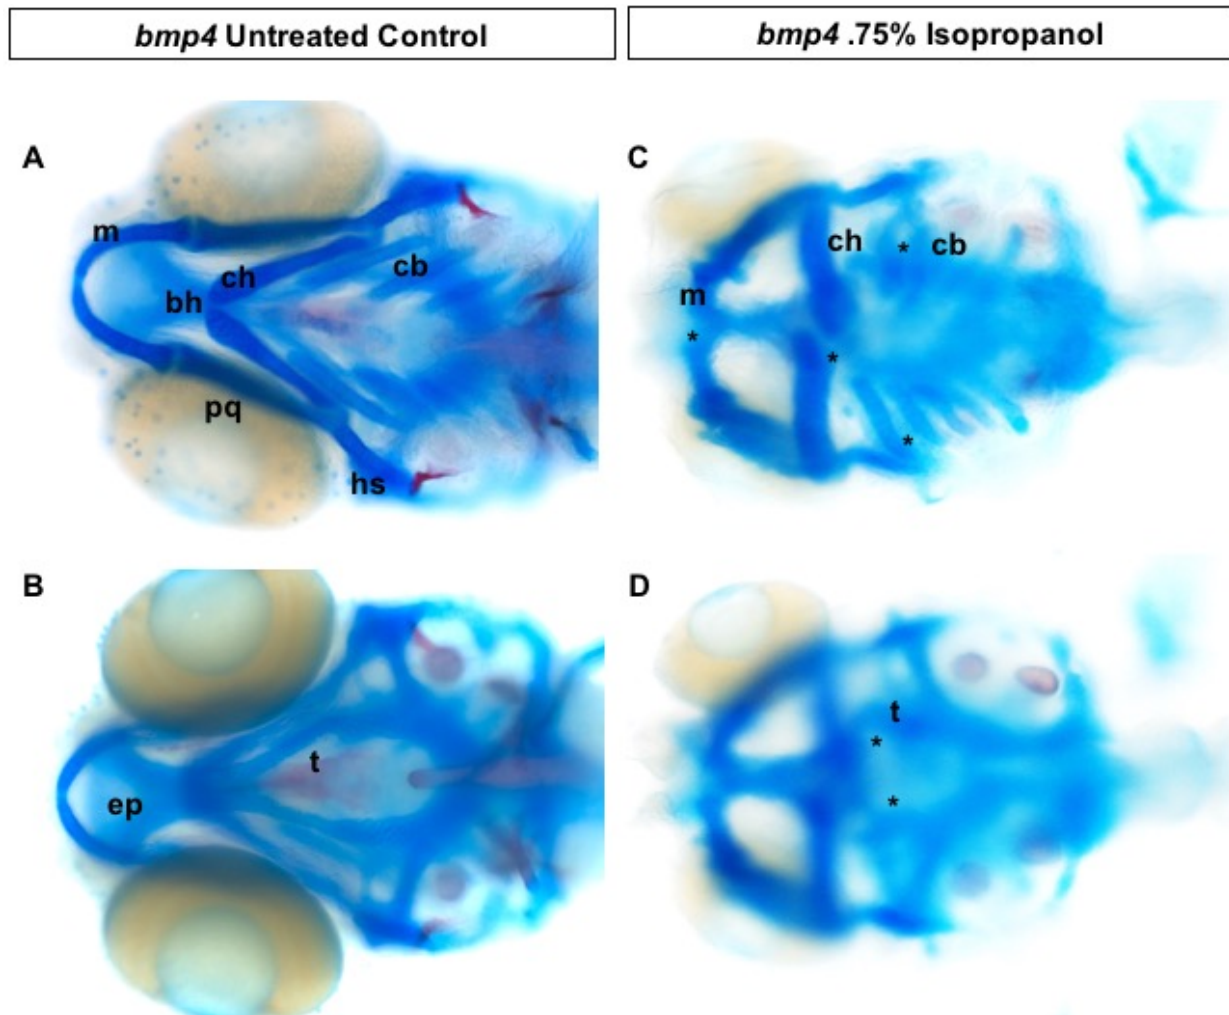 bmp4 Untreated Control
bmp4 .75% Isopropanol
A
m
ch
cb
bh
pq
hs
C
ch
*
cb
m
*
*
*
B
t
ep
D
t
*
*